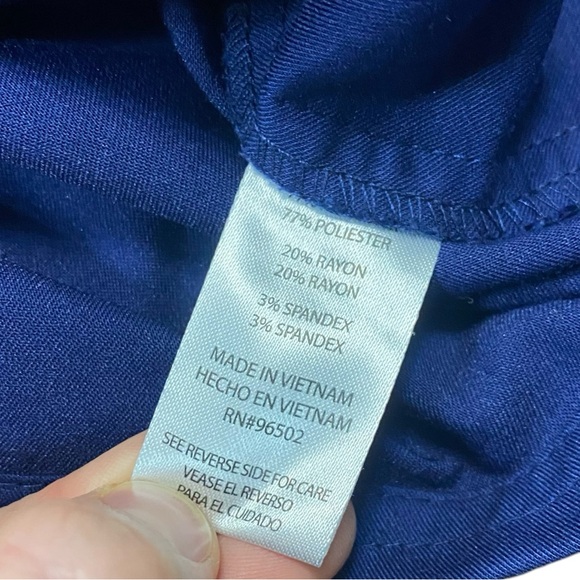 77% POLIESTER
20% RAYON
20% RAYON
3% SPANDEX
3% SPANDEX
MADE IN VIETNAM
HECHO EN VIETNAM
RN#96502
SEE REVERSE SIDE FOR CARE
VEASE EL REVERSO
PARA EL CUIDADO